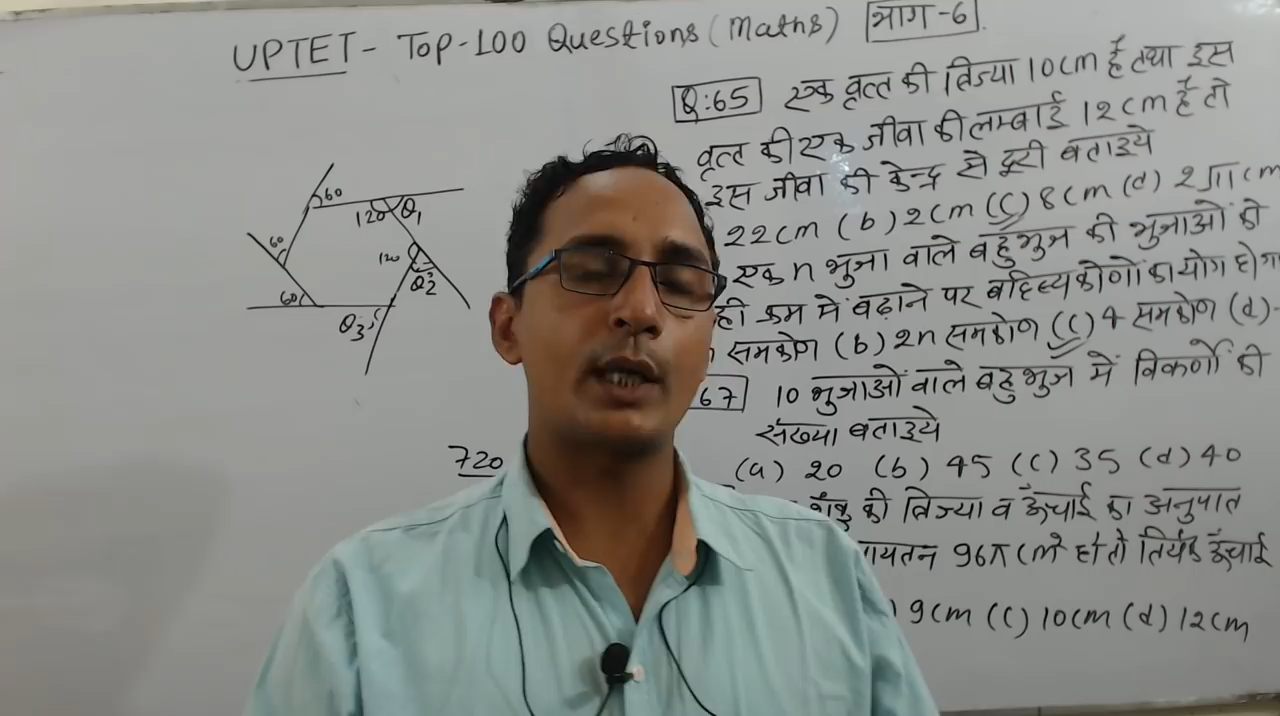 UPTET- Top-100 Questions (Maths) भाग-6
Q:65 एक वृत्त की त्रिज्या 10cm है तथा इस
वृत्त की एक जीवा की लम्बाई 12cm है तो
इस जीवा की केन्द्र से दूरी बताइये
22cm (b) 2cm (c) 8cm (d) 2√11cm
एक n भुजा वाले बहुभुज की भुजाओं को
ही क्रम में बढ़ाने पर बहिष्यकोणों का योग होगा
समकोण (b) 2n समकोण (c) 4 समकोण (d)
67 10 भुजाओं वाले बहुभुज में विकर्णों की
संख्या बताइये
(a) 20 (b) 45 (c) 35 (d) 40
शंकु की त्रिज्या व ऊँचाई का अनुपात
96π cm³ हो तो तिर्यक ऊँचाई
9cm (c) 10cm (d) 12cm
60
120 θ1
60
120
θ2
60
θ3
720